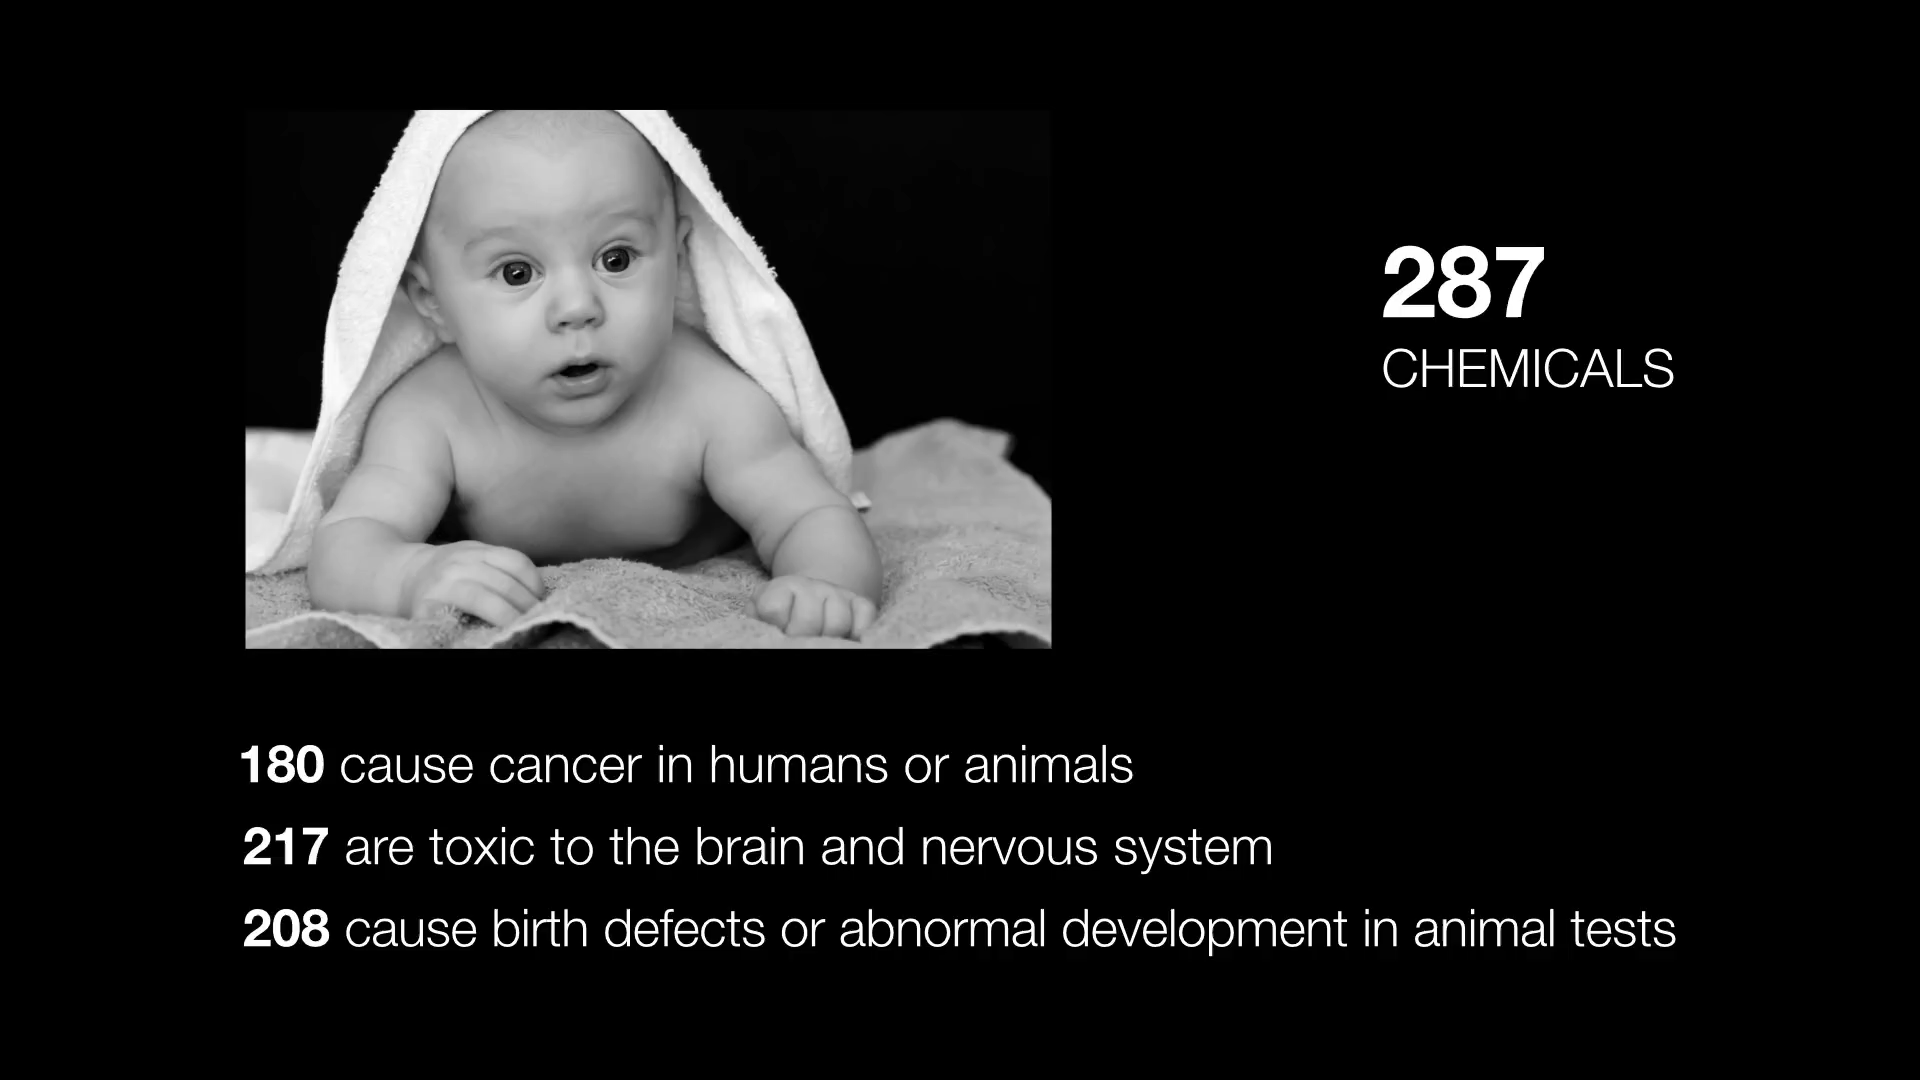 287
CHEMICALS
180 cause cancer in humans or animals
217 are toxic to the brain and nervous system
208 cause birth defects or abnormal development in animal tests